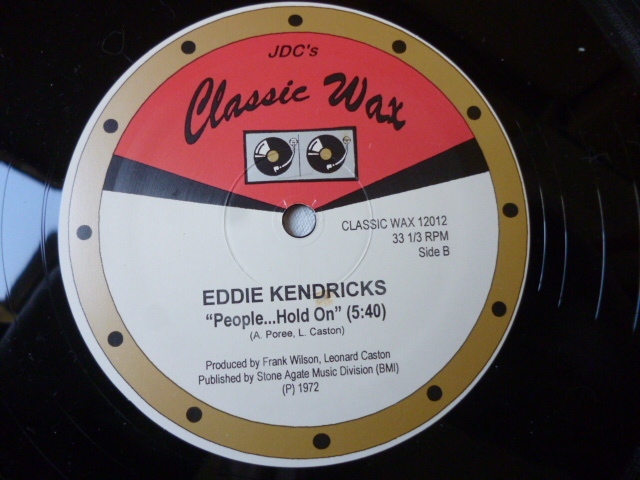 JDC's
Classic Wax
CLASSIC WAX 12012
33 1/3 RPM
Side B
EDDIE KENDRICKS
“People...Hold On” (5:40)
(A. Poree, L. Caston)
Produced by Frank Wilson, Leonard Caston
Published by Stone Agate Music Division (BMI)
(P) 1972